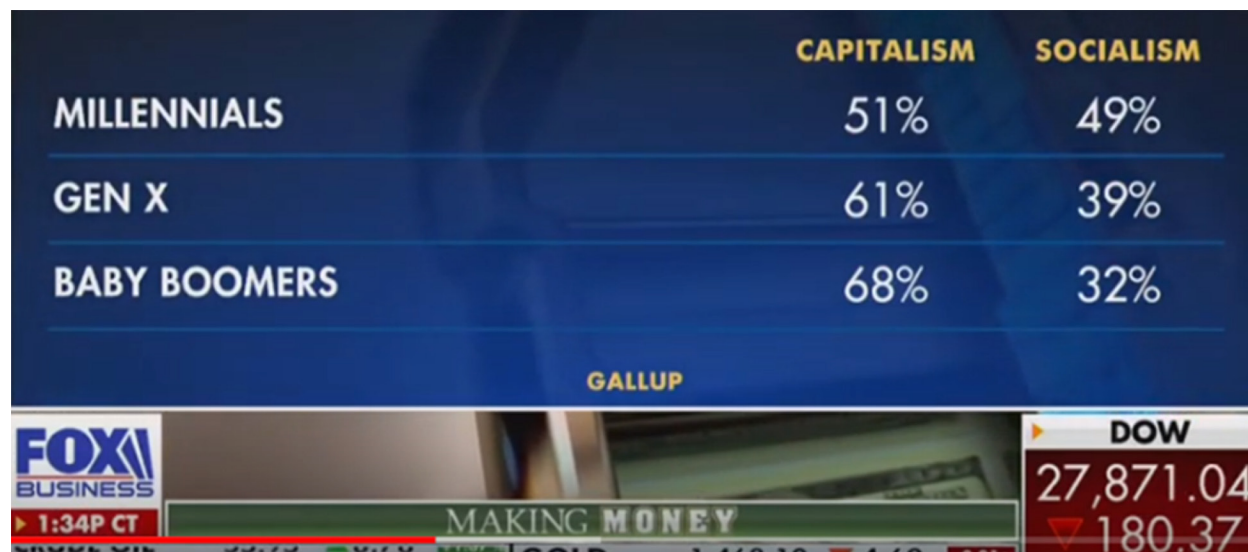 CAPITALISM SOCIALISM
MILLENNIALS 51% 49%
GEN X 61% 39%
BABY BOOMERS 68% 32%
GALLUP
FOX
BUSINESS
DOW
27,871.04
180.37
1:34P CT
MAKING MONEY